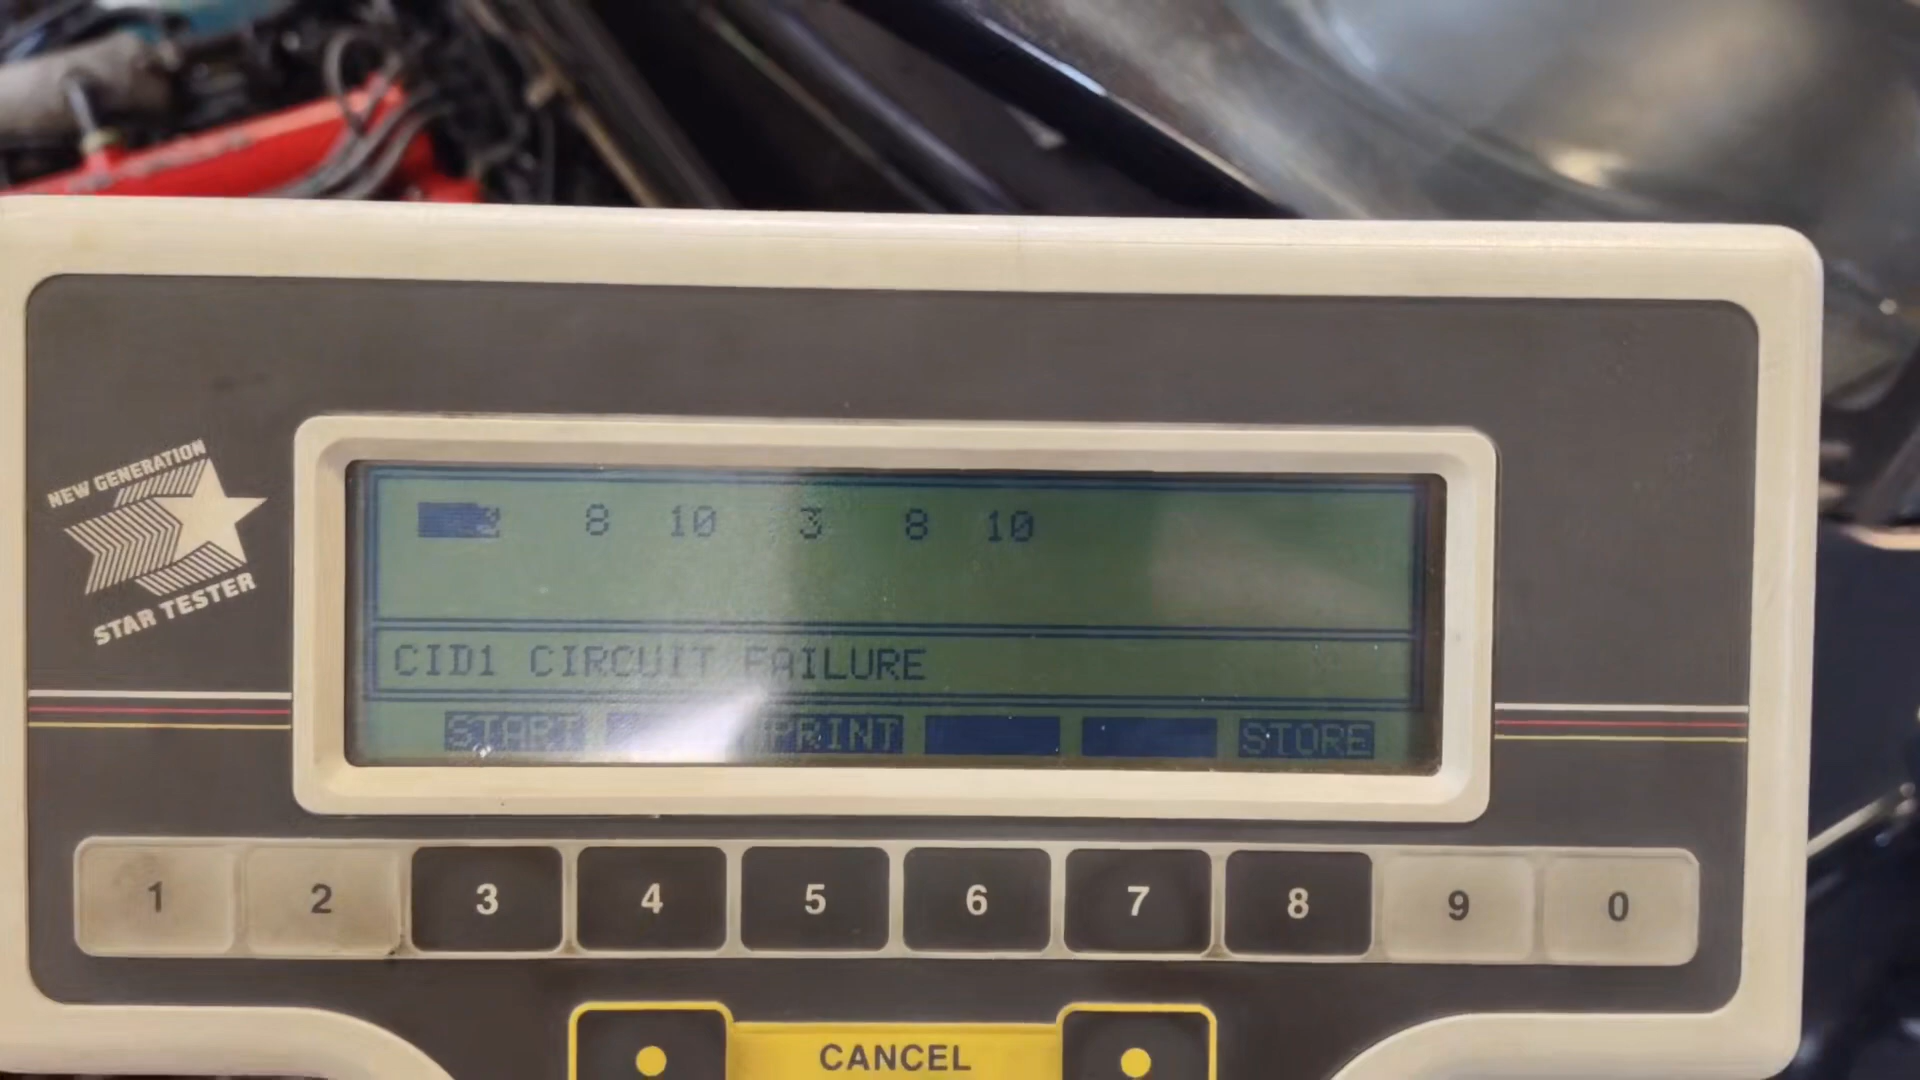 NEW GENERATION
STAR TESTER
3 8 10 3 8 10
CID1 CIRCUIT FAILURE
START PRINT STORE
1 2 3 4 5 6 7 8 9 0
CANCEL